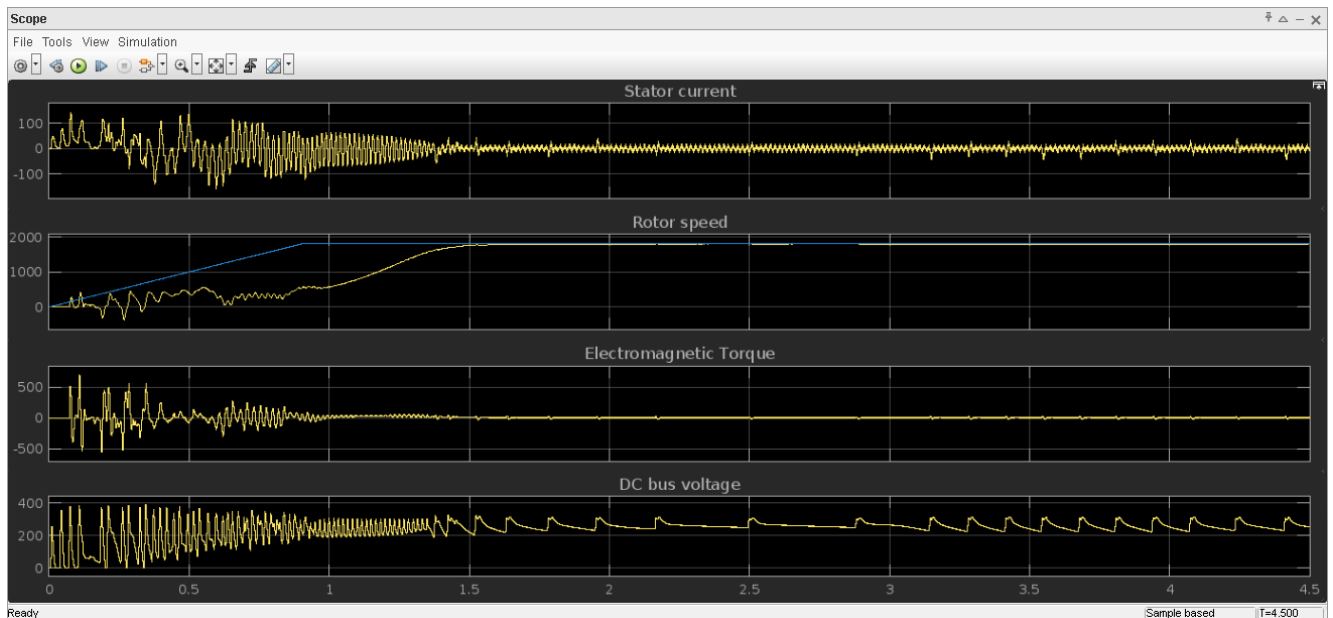 Scope
File Tools View Simulation
Stator current
100
0
-100
Rotor speed
2000
1000
0
Electromagnetic Torque
500
0
-500
DC bus voltage
400
200
0
0 0.5 1 1.5 2 2.5 3 3.5 4 4.5
Ready Sample based T=4.500